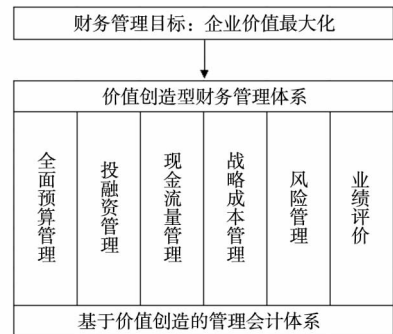 财务管理目标：企业价值最大化
价值创造型财务管理体系
全面预算管理
投融资管理
现金流量管理
战略成本管理
风险管理
业绩评价
基于价值创造的管理会计体系